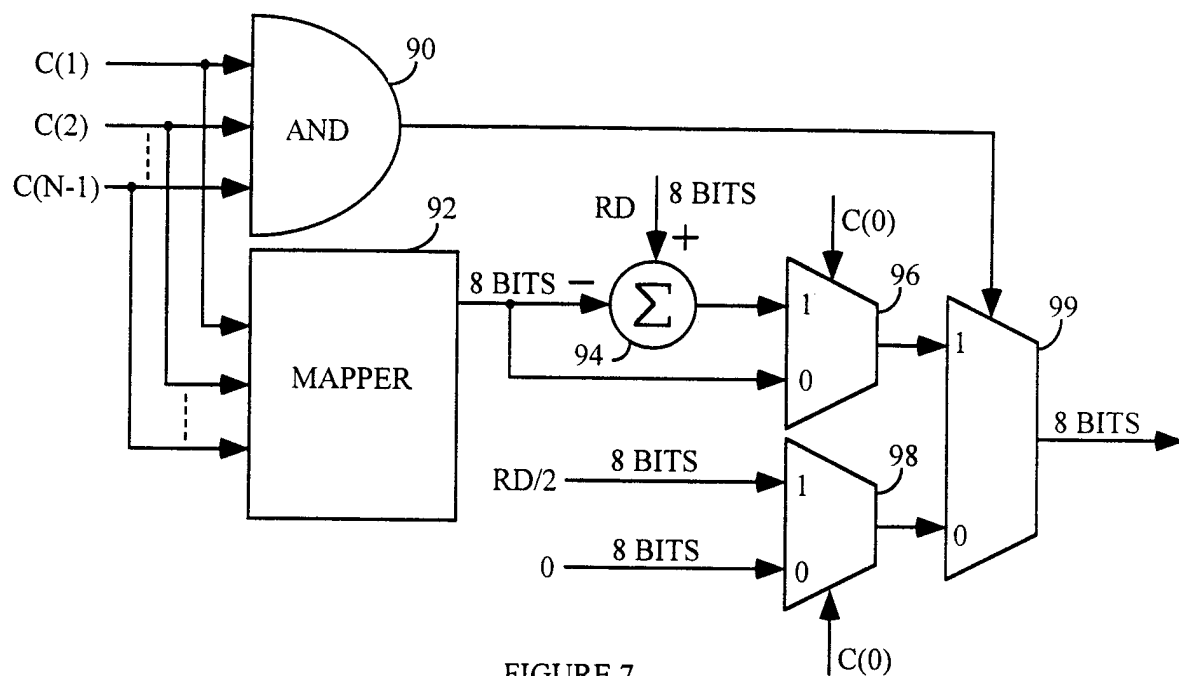 90
C(1)
C(2)
AND
C(N-1)
92
RD
8 BITS
+
C(0)
8 BITS
−
96
Σ
1
99
94
1
MAPPER
0
8 BITS
8 BITS
98
RD/2
1
8 BITS
0
0
0
C(0)
FIGURE 7